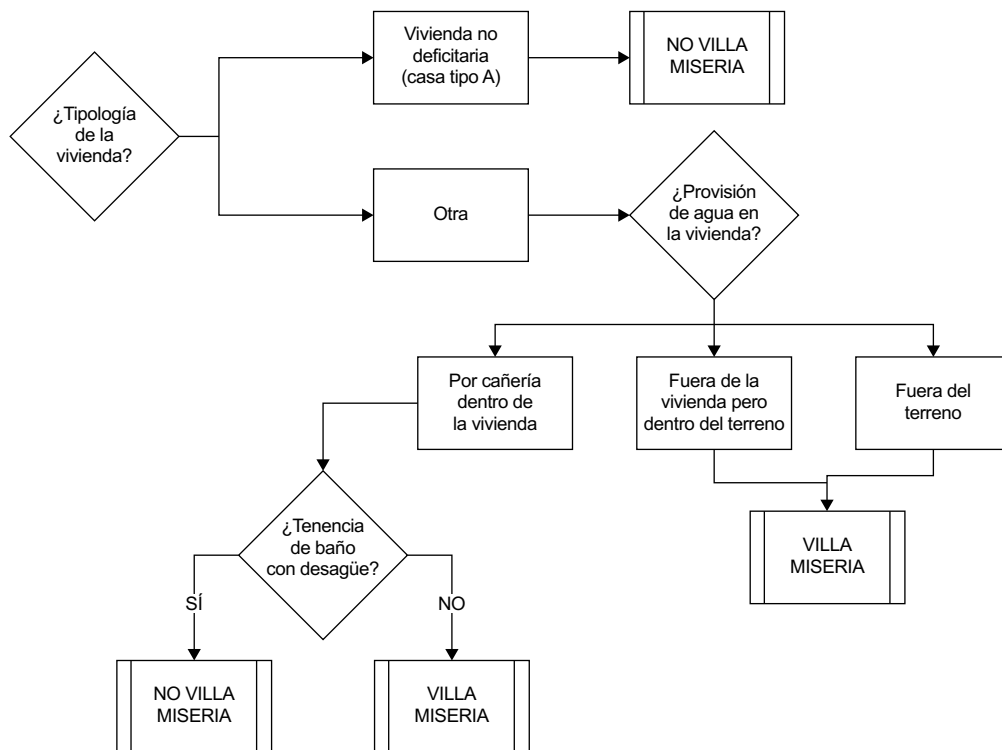 Vivienda no
deficitaria
(casa tipo A)
NO VILLA
MISERIA
¿Tipología
de la
vivienda?
Otra
¿Provisión
de agua en
la vivienda?
Por cañería
dentro de
la vivienda
Fuera de la
vivienda pero
dentro del terreno
Fuera del
terreno
¿Tenencia
de baño
con desagüe?
VILLA
MISERIA
SÍ
NO
NO VILLA
MISERIA
VILLA
MISERIA